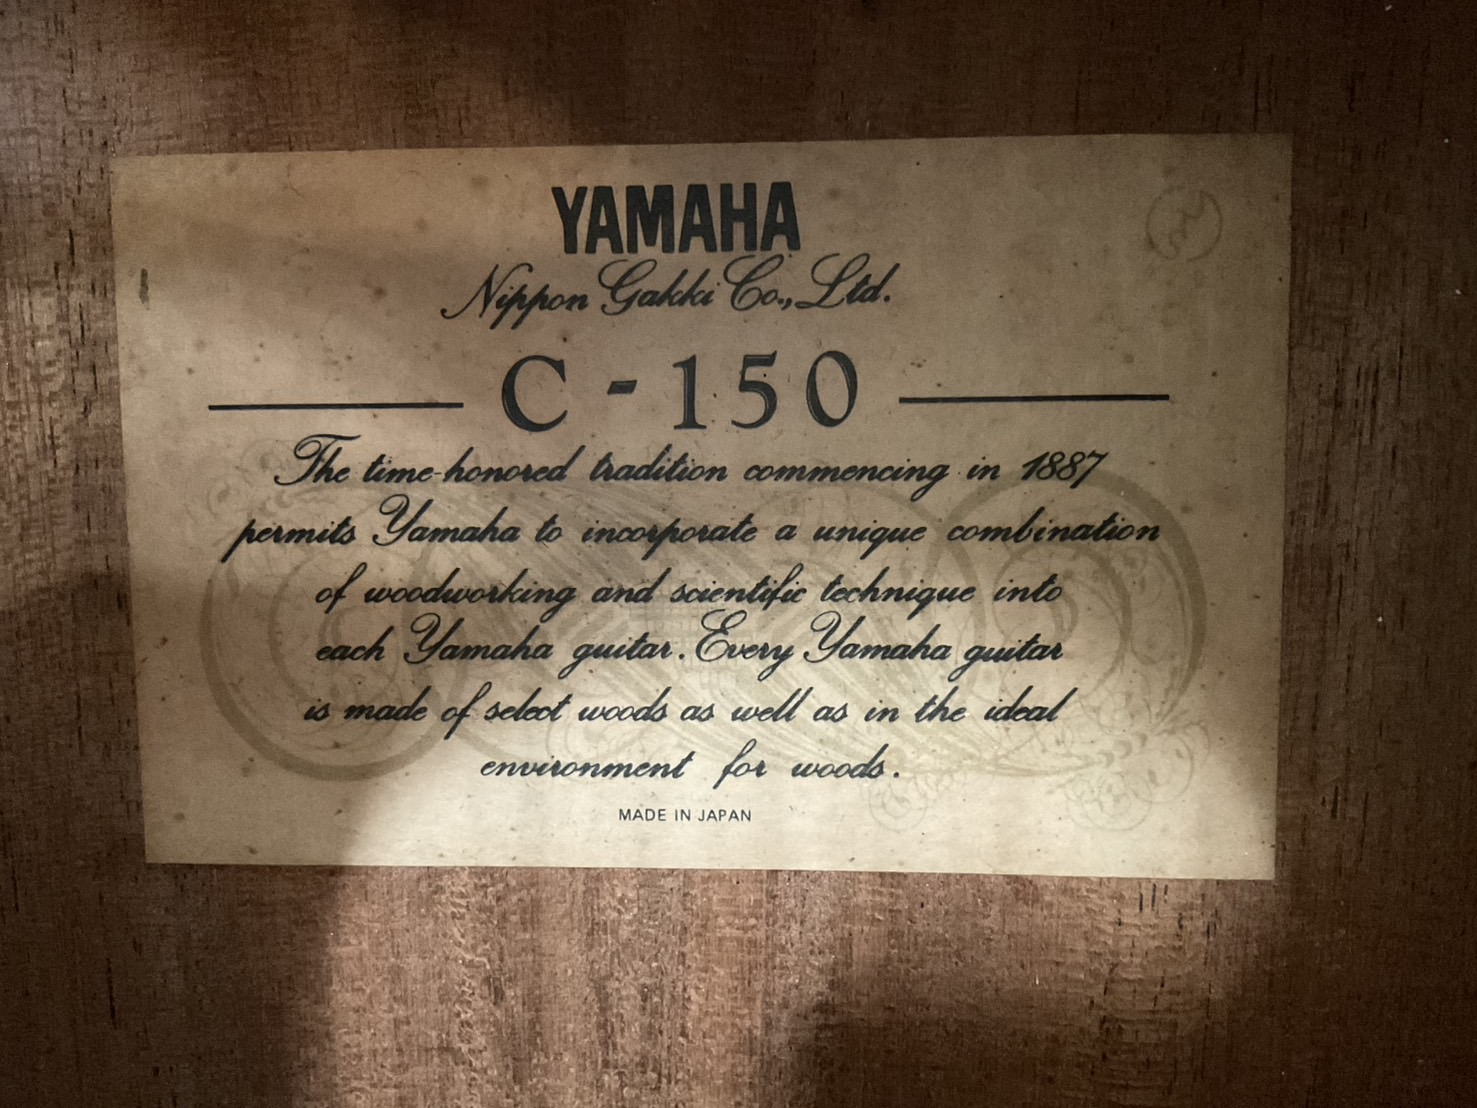 YAMAHA
Nippon Gakki Co., Ltd.
C - 150
The time-honored tradition commencing in 1887
permits Yamaha to incorporate a unique combination
of woodworking and scientific technique into
each Yamaha guitar. Every Yamaha guitar
is made of select woods as well as in the ideal
environment for woods.
MADE IN JAPAN